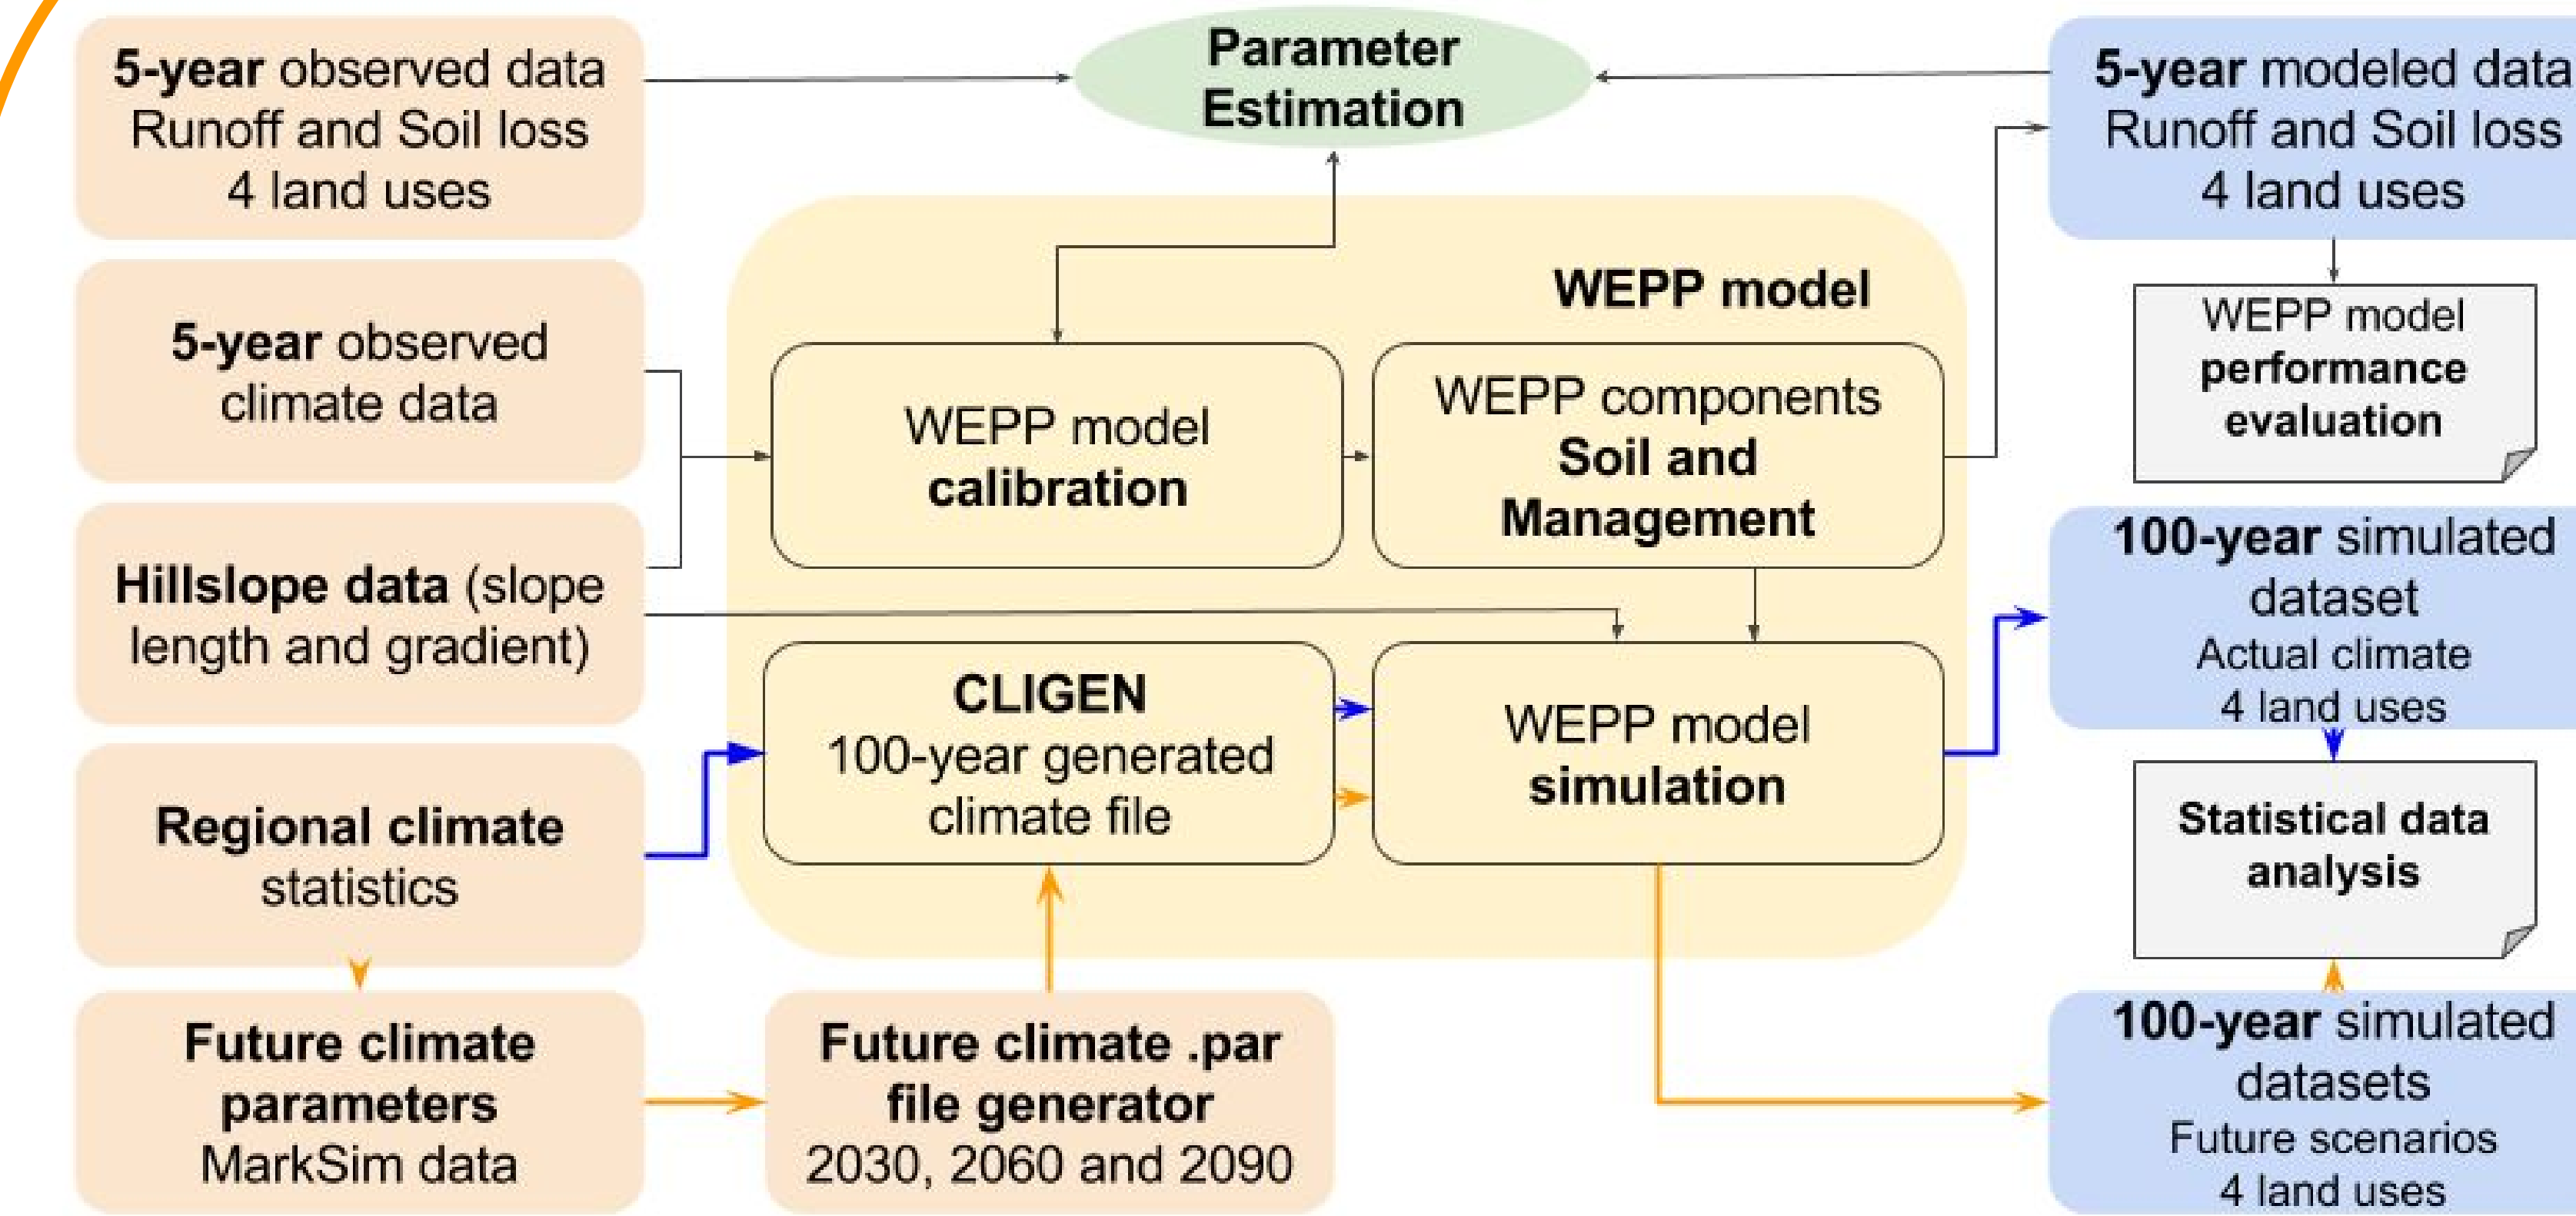 5-year observed data
Runoff and Soil loss
4 land uses
Parameter
Estimation
5-year modeled data
Runoff and Soil loss
4 land uses
5-year observed
climate data
WEPP model
WEPP model
calibration
WEPP components
Soil and
Management
WEPP model
performance
evaluation
Hillslope data (slope
length and gradient)
CLIGEN
100-year generated
climate file
WEPP model
simulation
100-year simulated
dataset
Actual climate
4 land uses
Regional climate
statistics
Statistical data
analysis
Future climate
parameters
MarkSim data
Future climate .par
file generator
2030, 2060 and 2090
100-year simulated
datasets
Future scenarios
4 land uses